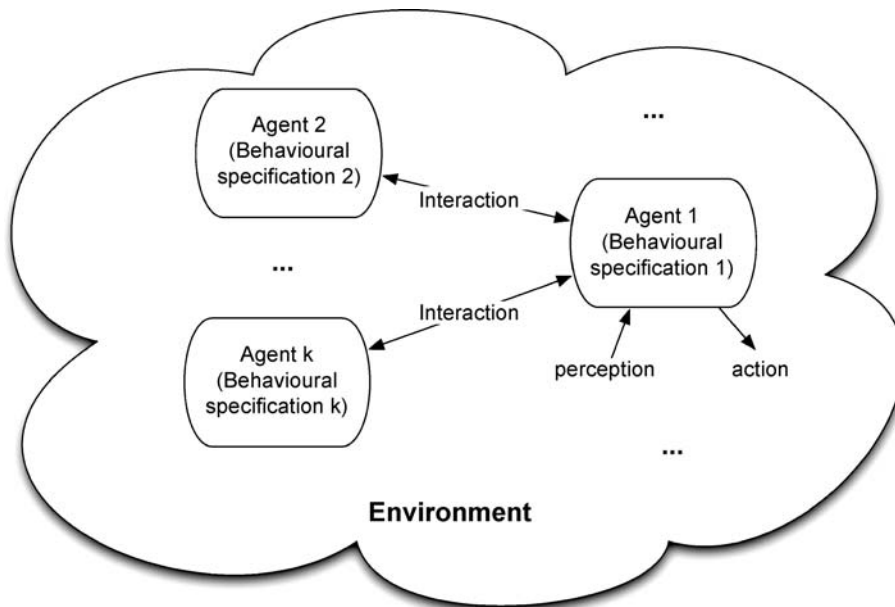 Agent 2
(Behavioural
specification 2)
...
Interaction
Agent 1
(Behavioural
specification 1)
...
Interaction
Agent k
(Behavioural
specification k)
perception
action
...
Environment